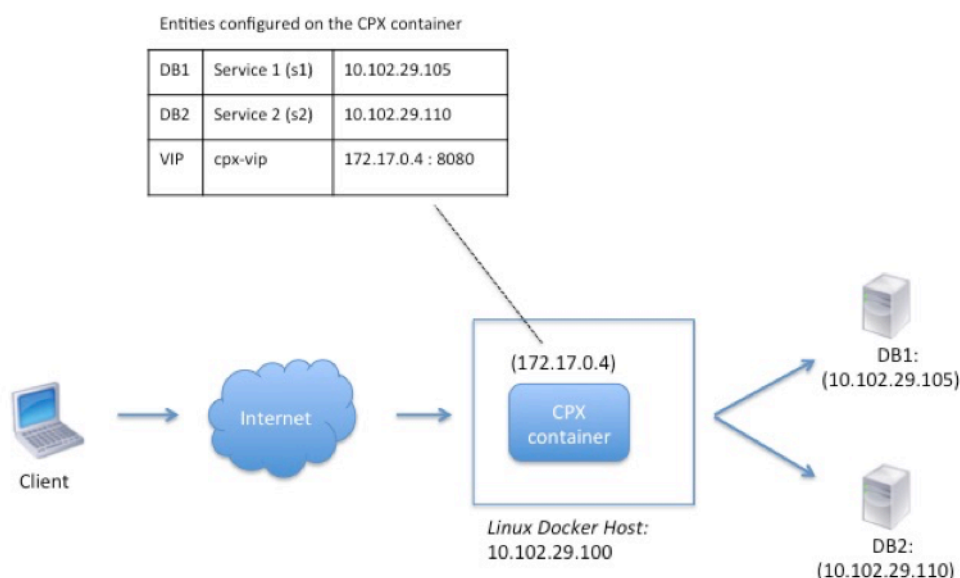 Entities configured on the CPX container
DB1 Service 1 (s1) 10.102.29.105
DB2 Service 2 (s2) 10.102.29.110
VIP cpx-vip 172.17.0.4 : 8080
(172.17.0.4)
CPX
container
Internet
Client
Linux Docker Host:
10.102.29.100
DB1:
(10.102.29.105)
DB2:
(10.102.29.110)